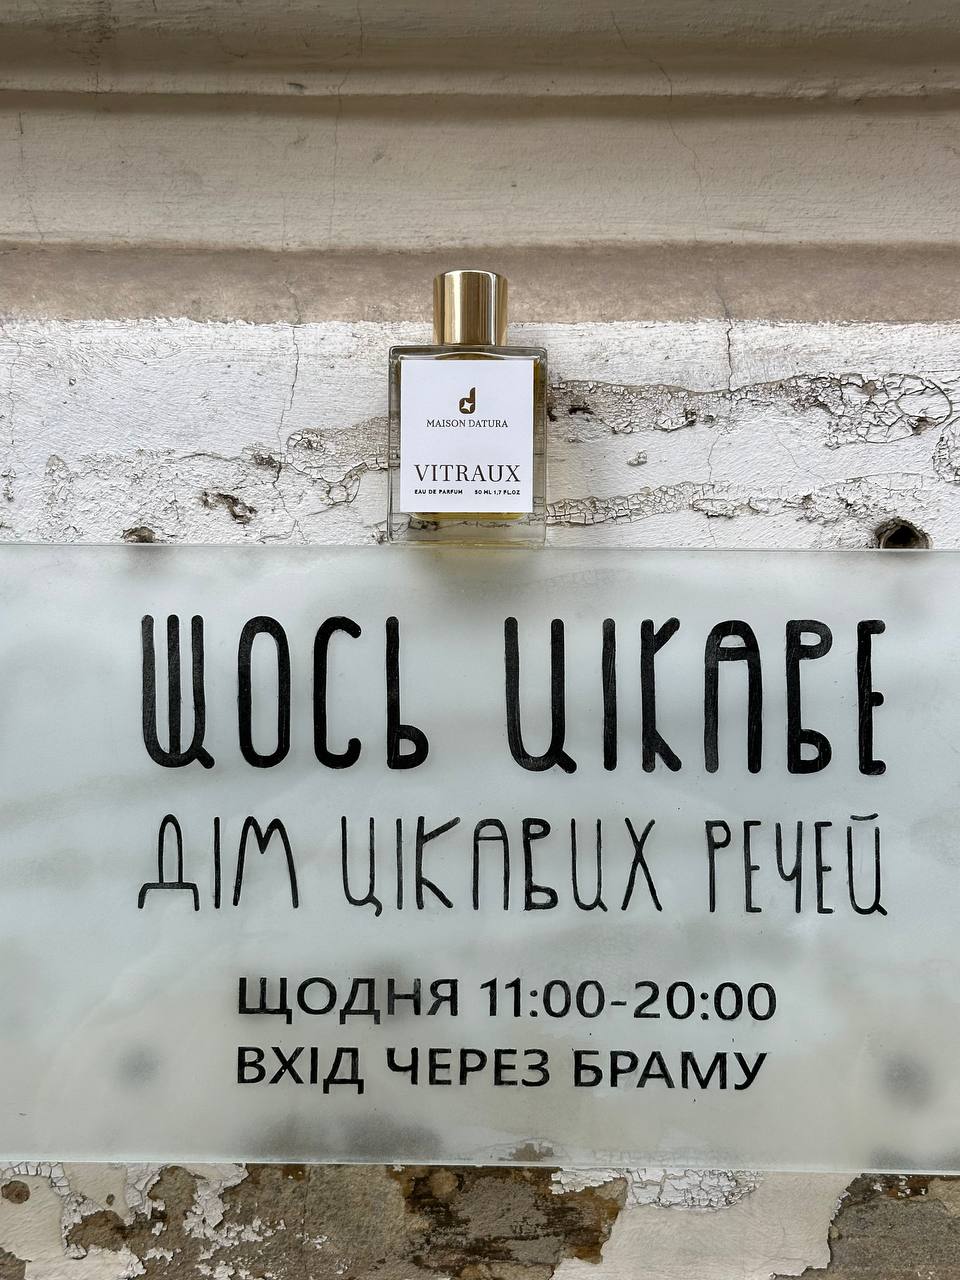 MAISON DATURA
VITRAUX
EAU DE PARFUM 50 ML 1,7 FL.OZ
ЩОСЬ ЦІКАВЕ
ДІМ ЦІКАВИХ РЕЧЕЙ
ЩОДНЯ 11:00-20:00
ВХІД ЧЕРЕЗ БРАМУ